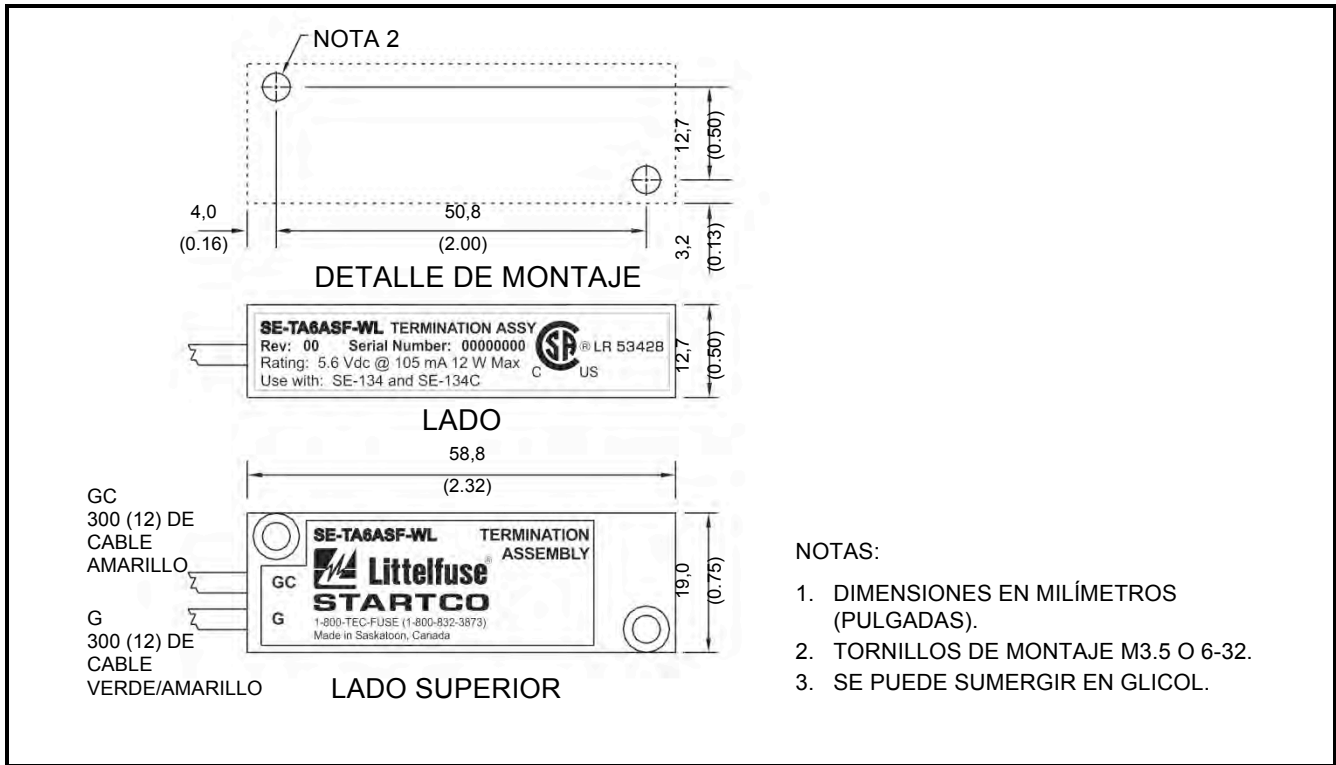 NOTA 2
12,7
(0.50)
4,0
(0.16)
50,8
(2.00)
3,2
(0.13)
DETALLE DE MONTAJE
SE-TA6ASF-WL TERMINATION ASSY
Rev: 00 Serial Number: 00000000
Rating: 5.6 Vdc @ 105 mA 12 W Max
Use with: SE-134 and SE-134C
SA ® LR 53428
C US
12,7
(0.50)
LADO
58,8
(2.32)
GC
300 (12) DE
CABLE
AMARILLO
G
300 (12) DE
CABLE
VERDE/AMARILLO
GC
G
SE-TA6ASF-WL TERMINATION
ASSEMBLY
Littelfuse®
STARTCO
1-800-TEC-FUSE (1-800-832-3873)
Made in Saskatoon, Canada
19,0
(0.75)
LADO SUPERIOR
NOTAS:
1. DIMENSIONES EN MILÍMETROS
(PULGADAS).
2. TORNILLOS DE MONTAJE M3.5 O 6-32.
3. SE PUEDE SUMERGIR EN GLICOL.